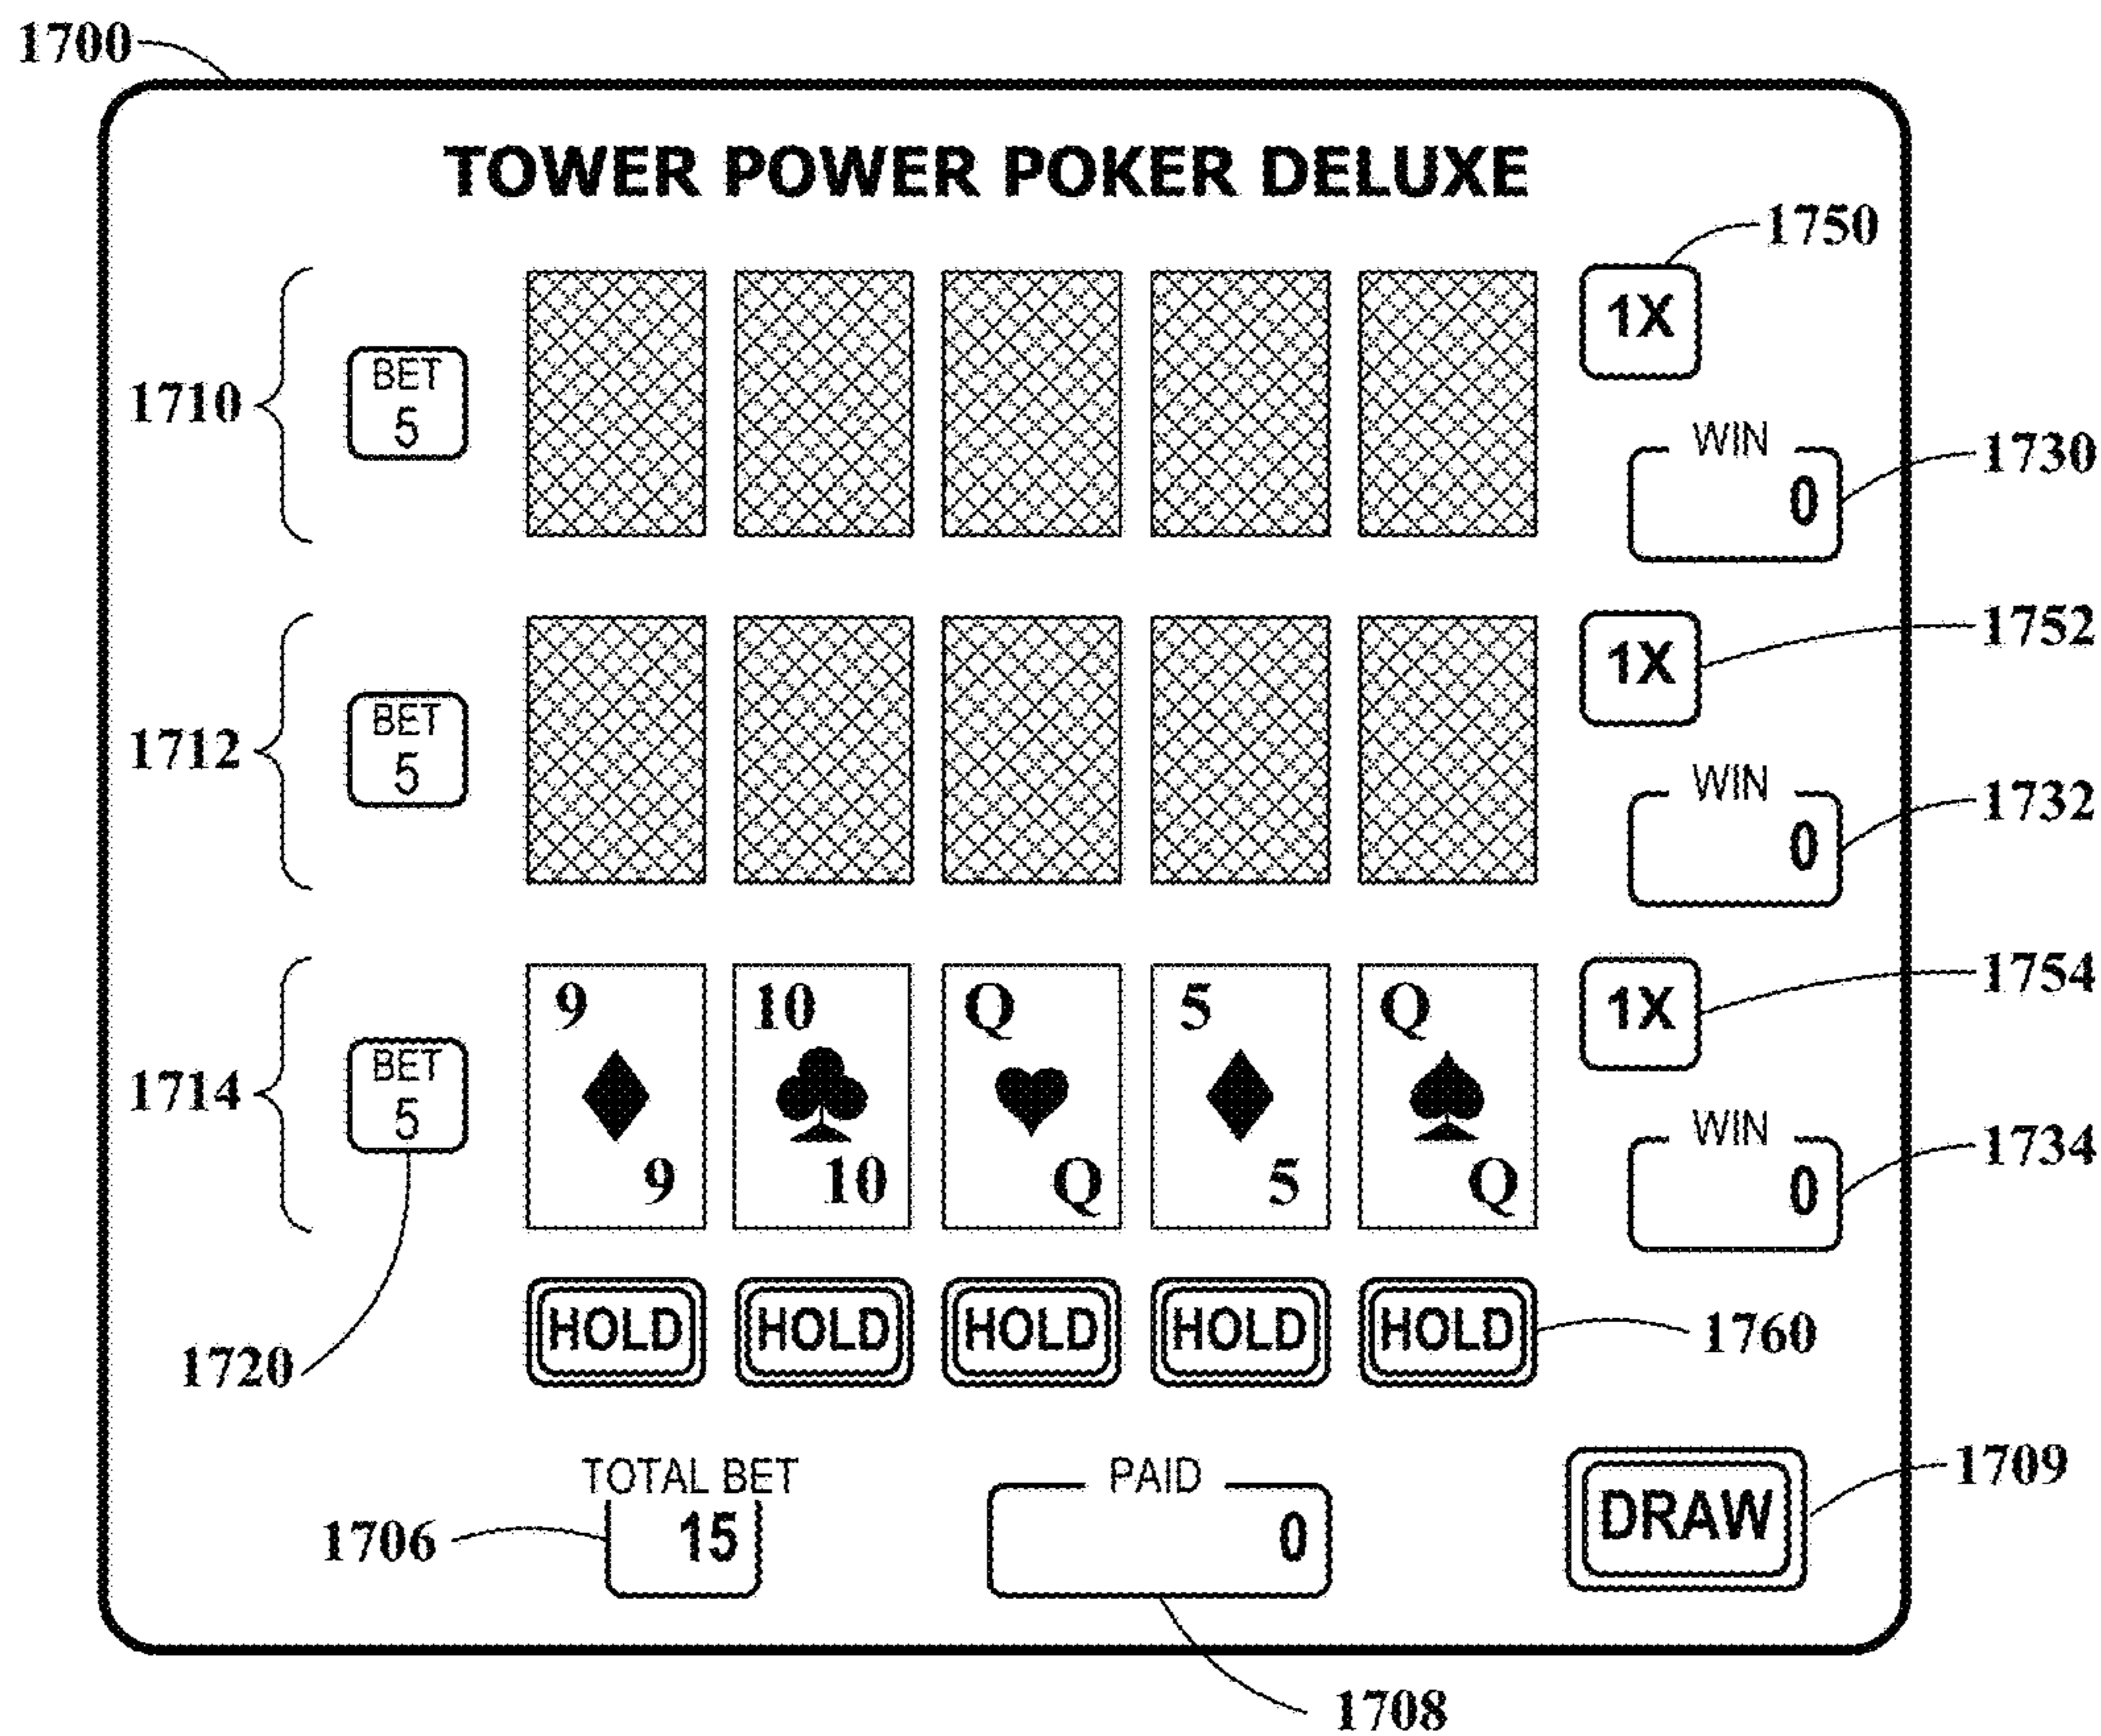 1700
TOWER POWER POKER DELUXE
1750
1X
1710
BET
5
WIN
0
1730
1X
1752
1712
BET
5
WIN
0
1732
1754
1X
1714
BET
5
9 10 Q 5 Q
9 10 Q 5 Q
WIN
0
1734
1720
HOLD HOLD HOLD HOLD HOLD
1760
TOTAL BET
15
1706
PAID
0
DRAW
1709
1708